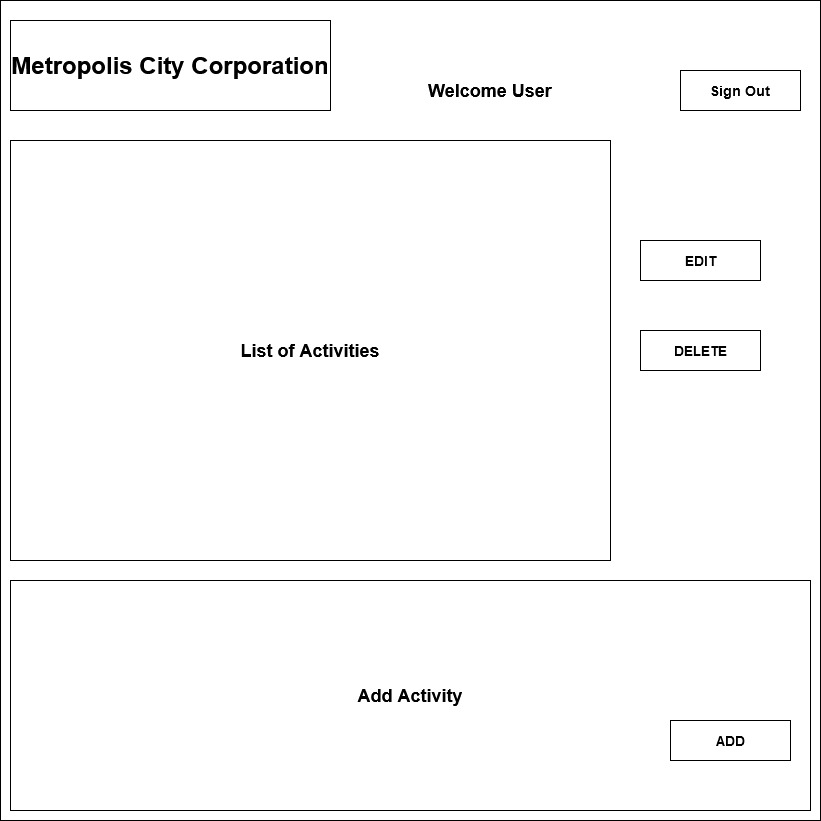 Metropolis City Corporation
Welcome User
Sign Out
EDIT
List of Activities
DELETE
Add Activity
ADD